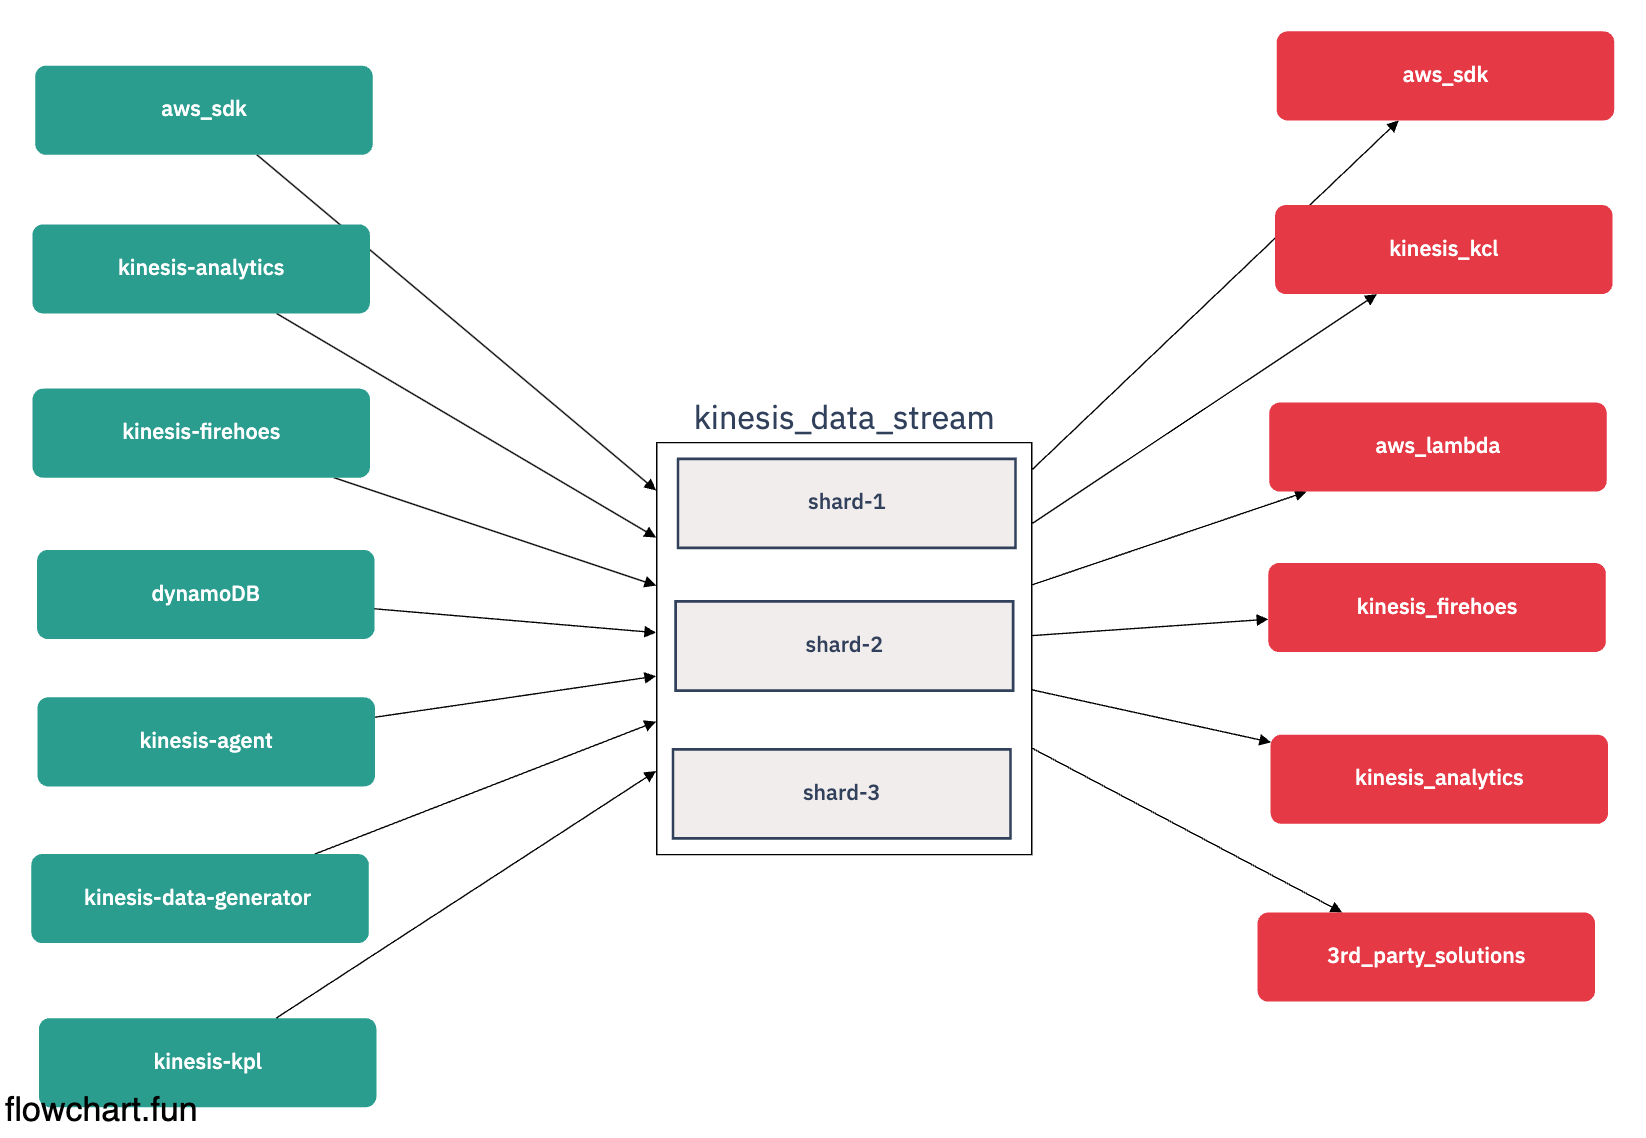 aws_sdk
kinesis-analytics
kinesis-firehoes
dynamoDB
kinesis-agent
kinesis-data-generator
kinesis-kpl
kinesis_data_stream
shard-1
shard-2
shard-3
aws_sdk
kinesis_kcl
aws_lambda
kinesis_firehoes
kinesis_analytics
3rd_party_solutions
flowchart.fun